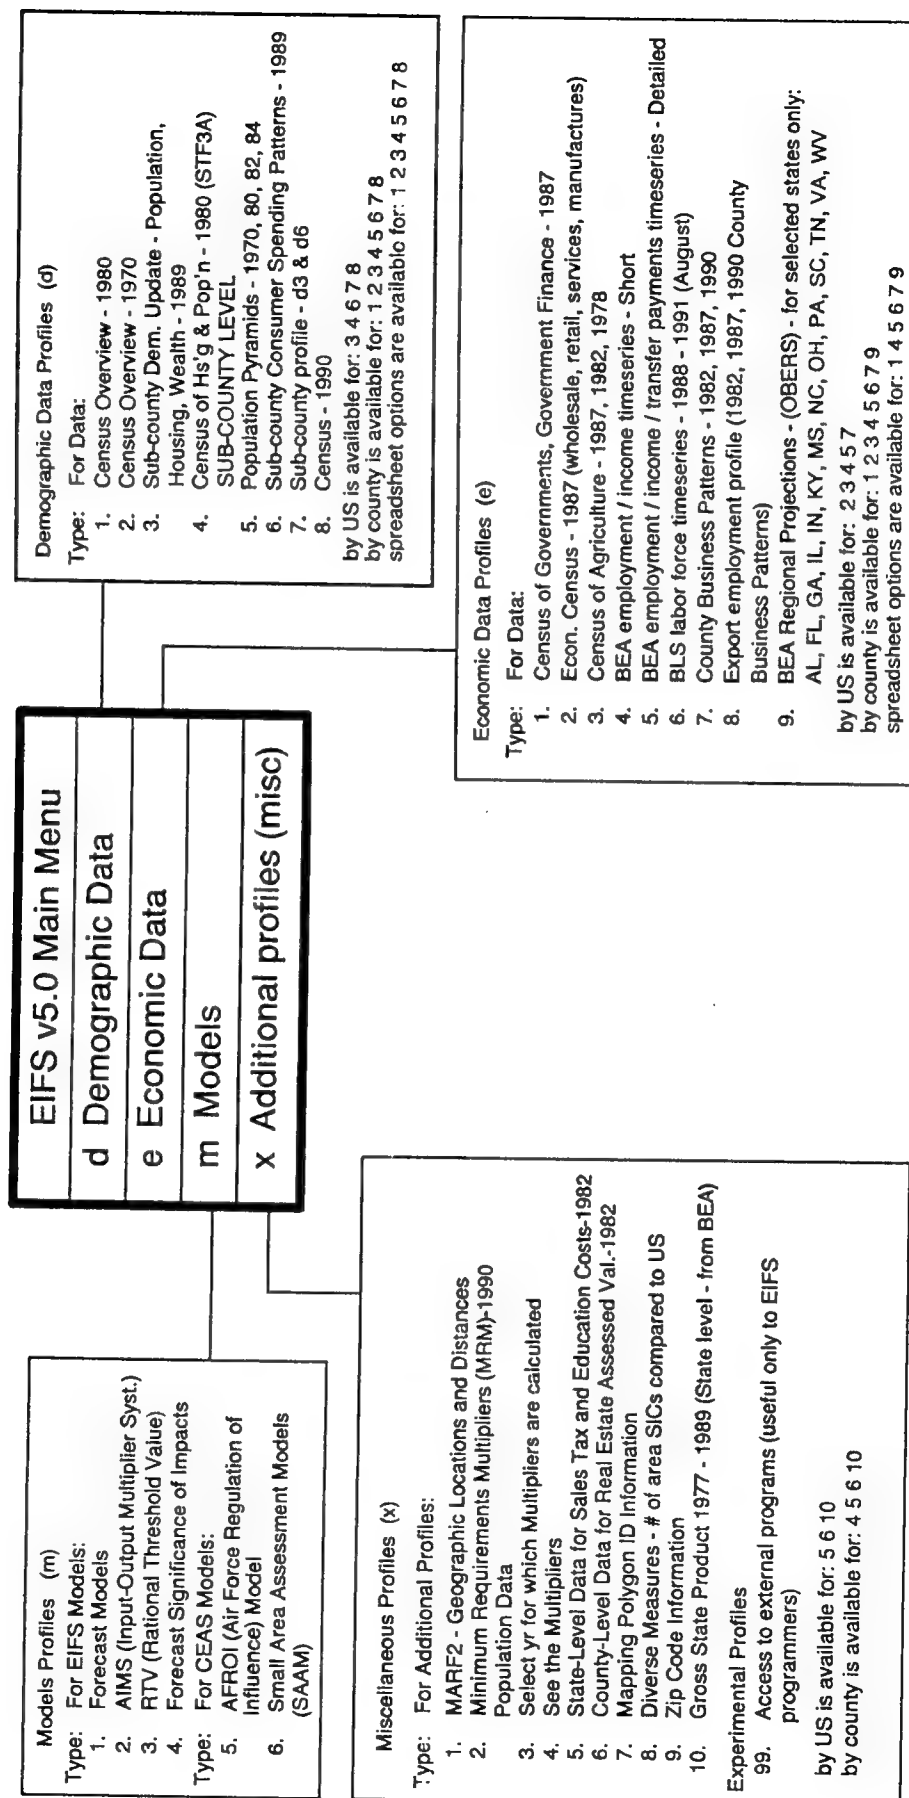 EIFS v5.0 Main Menu
d Demographic Data
e Economic Data
m Models
x Additional profiles (misc)
Models Profiles (m)
Type: For EIFS Models:
1. Forecast Models
2. AIMS (Input-Output Multiplier Syst.)
3. RTV (Rational Threshold Value)
4. Forecast Significance of Impacts
Type: For CEAS Models:
5. AFROI (Air Force Regulation of
Influence) Model
6. Small Area Assessment Models
(SAAM)
Demographic Data Profiles (d)
Type: For Data:
1. Census Overview - 1980
2. Census Overview - 1970
3. Sub-county Dem. Update - Population,
Housing, Wealth - 1989
4. Census of Hs'g & Pop'n - 1980 (STF3A)
SUB-COUNTY LEVEL
5. Population Pyramids - 1970, 80, 82, 84
6. Sub-county Consumer Spending Patterns - 1989
7. Sub-county profile - d3 & d6
8. Census - 1990
by US is available for: 3 4 6 7 8
by county is available for: 1 2 3 4 5 6 7 8
spreadsheet options are available for: 1 2 3 4 5 6 7 8
Miscellaneous Profiles (x)
Type: For Additional Profiles:
1. MARF2 - Geographic Locations and Distances
2. Minimum Requirements Multipliers (MRM)-1990
Population Data
3. Select yr for which Multipliers are calculated
4. See the Multipliers
5. State-Level Data for Sales Tax and Education Costs-1982
6. County-Level Data for Real Estate Assessed Val.-1982
7. Mapping Polygon ID Information
8. Diverse Measures - # of area SICs compared to US
9. Zip Code Information
10. Gross State Product 1977 - 1989 (State level - from BEA)
Experimental Profiles
99. Access to external programs (useful only to EIFS
programmers)
by US is available for: 5 6 10
by county is available for: 4 5 6 10
Economic Data Profiles (e)
Type: For Data:
1. Census of Governments, Government Finance - 1987
2. Econ. Census - 1987 (wholesale, retail, services, manufactures)
3. Census of Agriculture - 1987, 1982, 1978
4. BEA employment / income timeseries - Short
5. BEA employment / income / transfer payments timeseries - Detailed
6. BLS labor force timeseries - 1988 - 1991 (August)
7. County Business Patterns - 1982, 1987, 1990
8. Export employment profile (1982, 1987, 1990 County
Business Patterns)
9. BEA Regional Projections - (OBERS) - for selected states only:
AL, FL, GA, IL, IN, KY, MS, NC, OH, PA, SC, TN, VA, WV
by US is available for: 2 3 4 5 7
by county is available for: 1 2 3 4 5 6 7 9
spreadsheet options are available for: 1 4 5 6 7 9